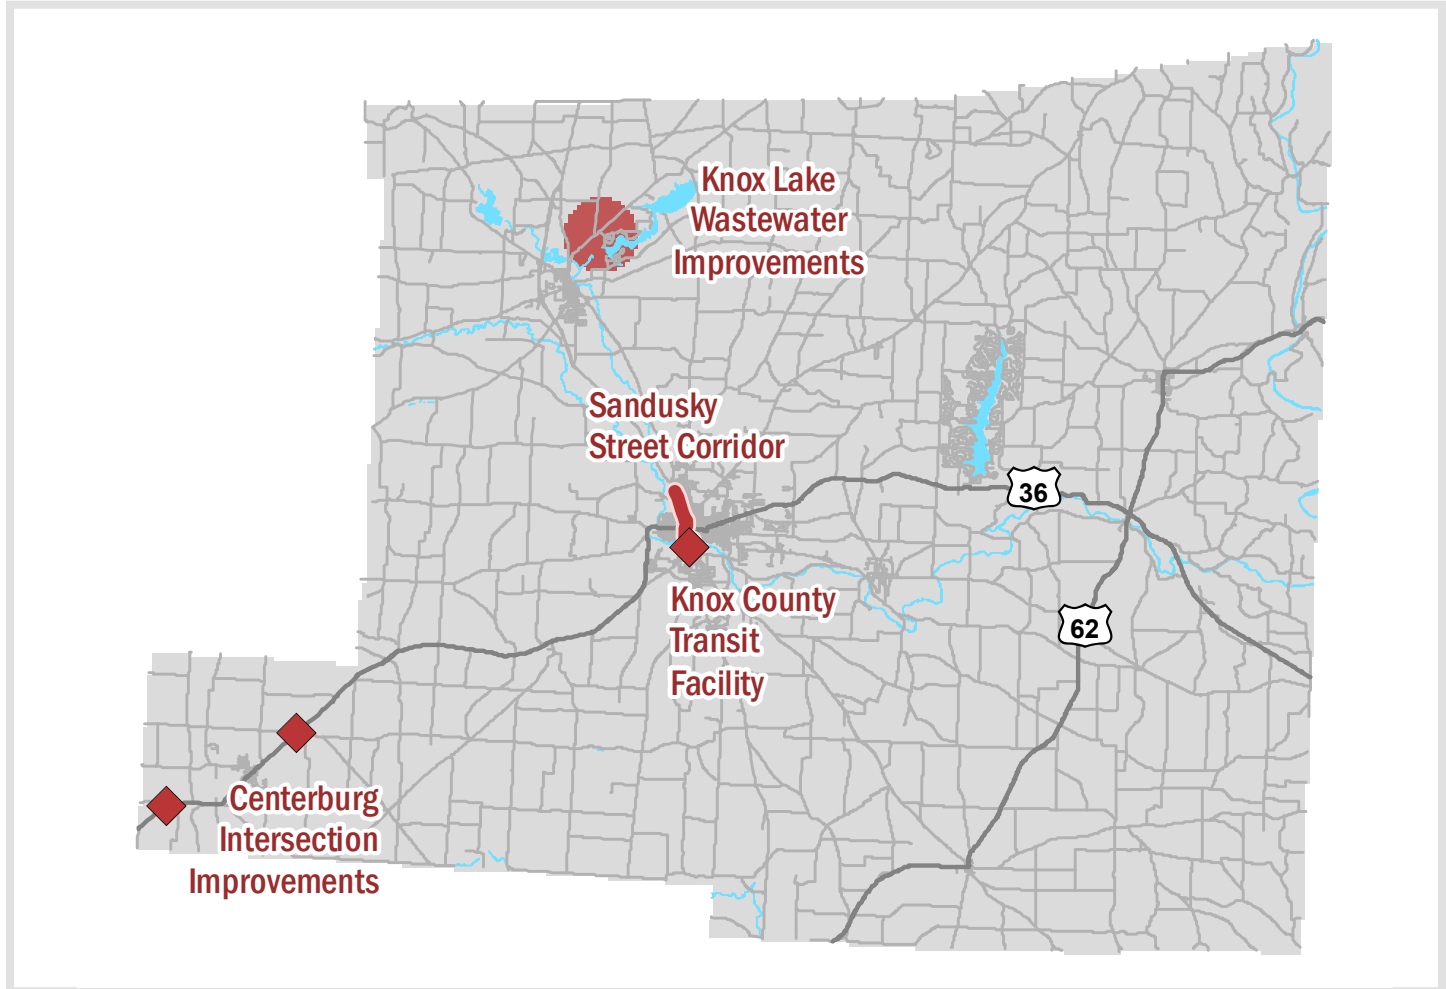 Knox Lake
Wastewater
Improvements
Sandusky
Street Corridor
36
Knox County
Transit
Facility
62
Centerburg
Intersection
Improvements